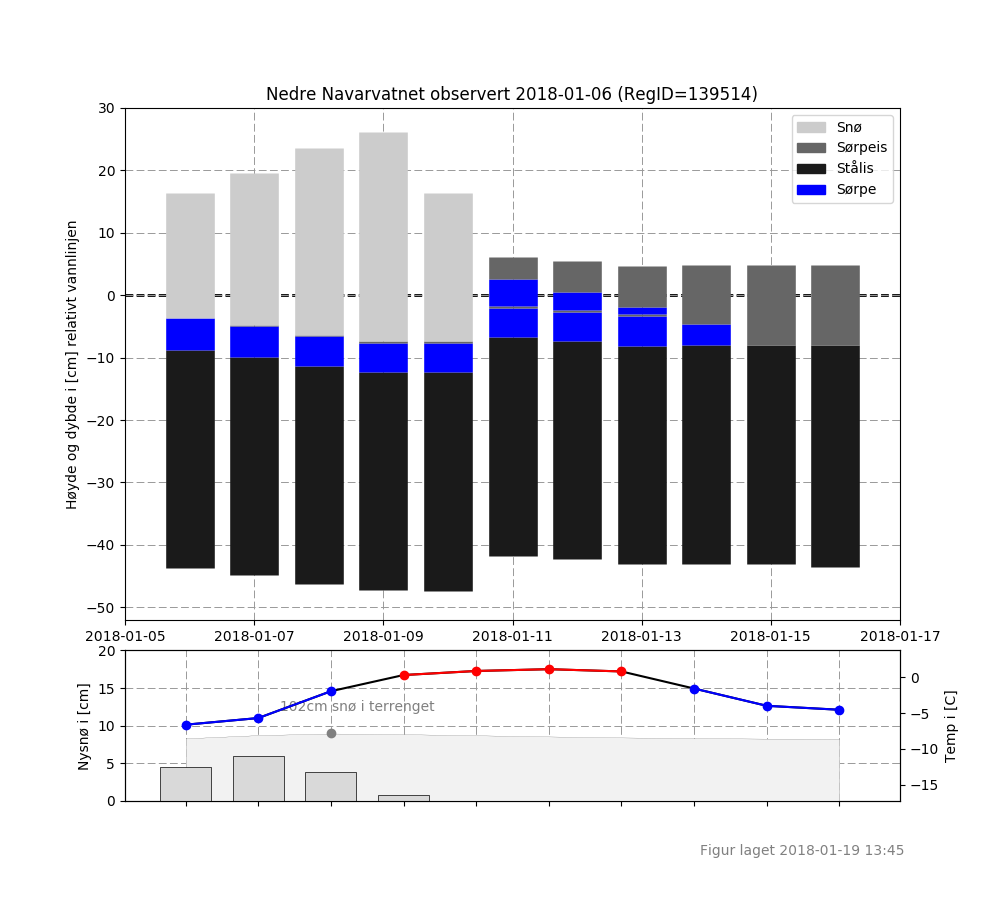 Nedre Navarvatnet observert 2018-01-06 (RegID=139514)
30
20
10
0
−10
−20
−30
−40
−50
Høyde og dybde i [cm] relativt vannlinjen
Snø
Sørpeis
Stålis
Sørpe
2018-01-05 2018-01-07 2018-01-09 2018-01-11 2018-01-13 2018-01-15 2018-01-17
20
15
10
5
0
Nysnø i [cm]
102cm snø i terrenget
0
−5
−10
−15
Temp i [C]
Figur laget 2018-01-19 13:45